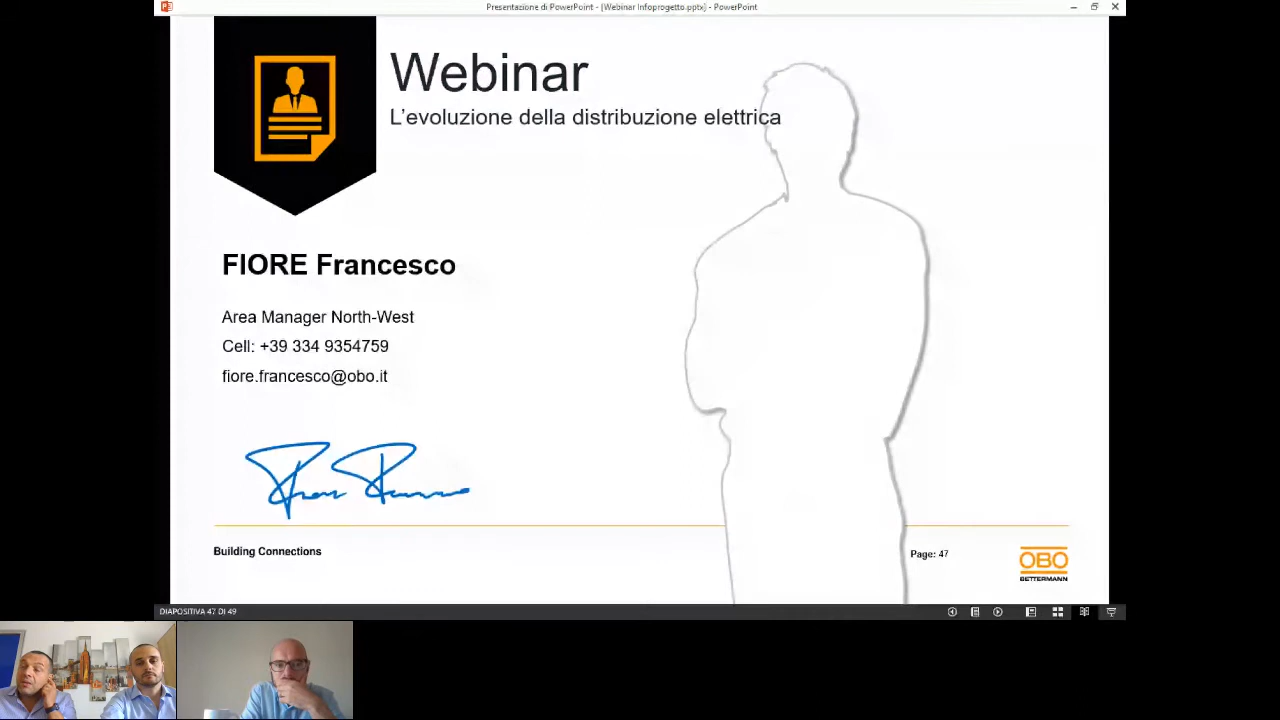 Presentazione di PowerPoint - [Webinar Infoprogetto.pptx] - PowerPoint
Webinar
L'evoluzione della distribuzione elettrica
FIORE Francesco
Area Manager North-West
Cell: +39 334 9354759
fiore.francesco@obo.it
Building Connections
Page: 47
OBO
BETTERMANN
DIAPOSITIVA 47 DI 49